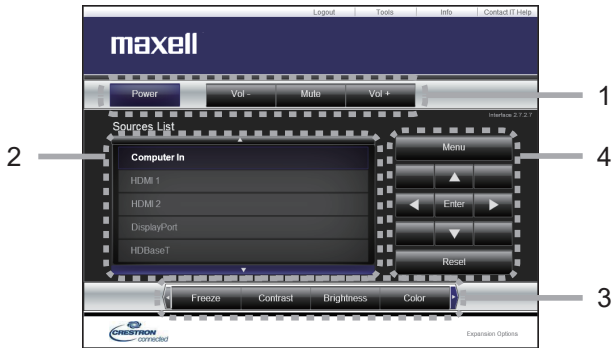 Logout Tools Info Contact IT Help
maxell
Power Vol - Mute Vol + 1
Interface 2.7.2.7
Sources List
2 Computer In
HDMI 1
HDMI 2
DisplayPort
HDBaseT
Menu 4
Enter
Reset
Freeze Contrast Brightness Color 3
CRESTRON connected
Expansion Options